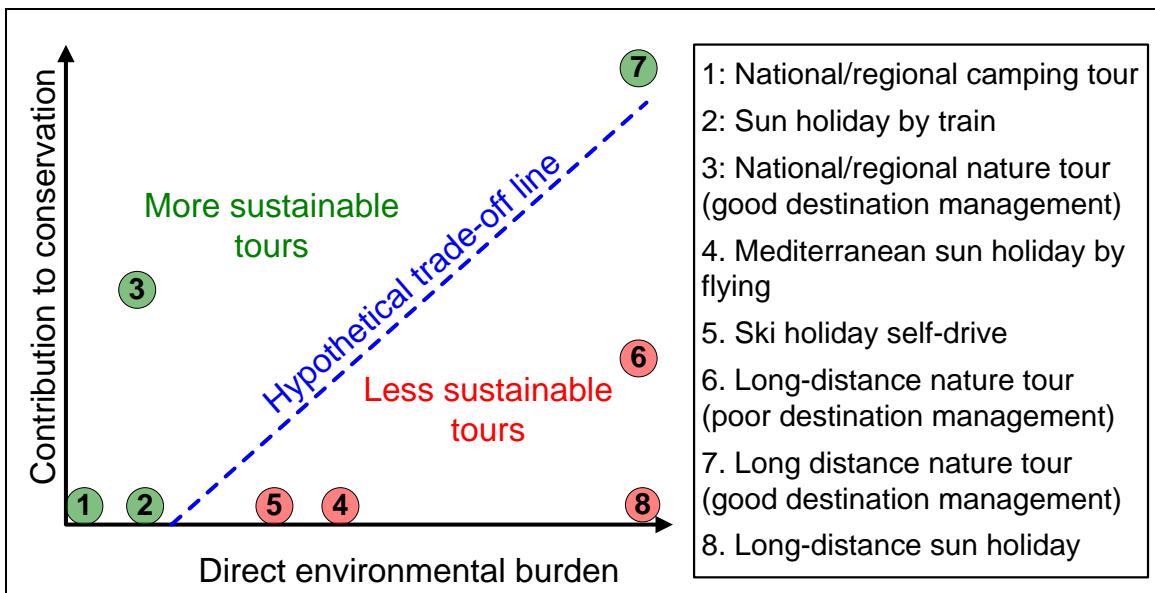 Contribution to conservation
7
More sustainable
tours
Hypothetical trade-off line
3
6
Less sustainable
tours
1
2
5
4
8
Direct environmental burden
1: National/regional camping tour
2: Sun holiday by train
3: National/regional nature tour
(good destination management)
4. Mediterranean sun holiday by
flying
5. Ski holiday self-drive
6. Long-distance nature tour
(poor destination management)
7. Long distance nature tour
(good destination management)
8. Long-distance sun holiday